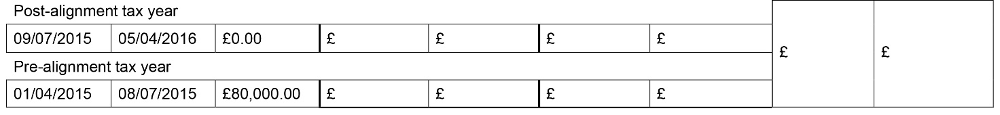 Post-alignment tax year
09/07/2015 05/04/2016 £0.00 £ £ £ £
£ £
Pre-alignment tax year
01/04/2015 08/07/2015 £80,000.00 £ £ £ £